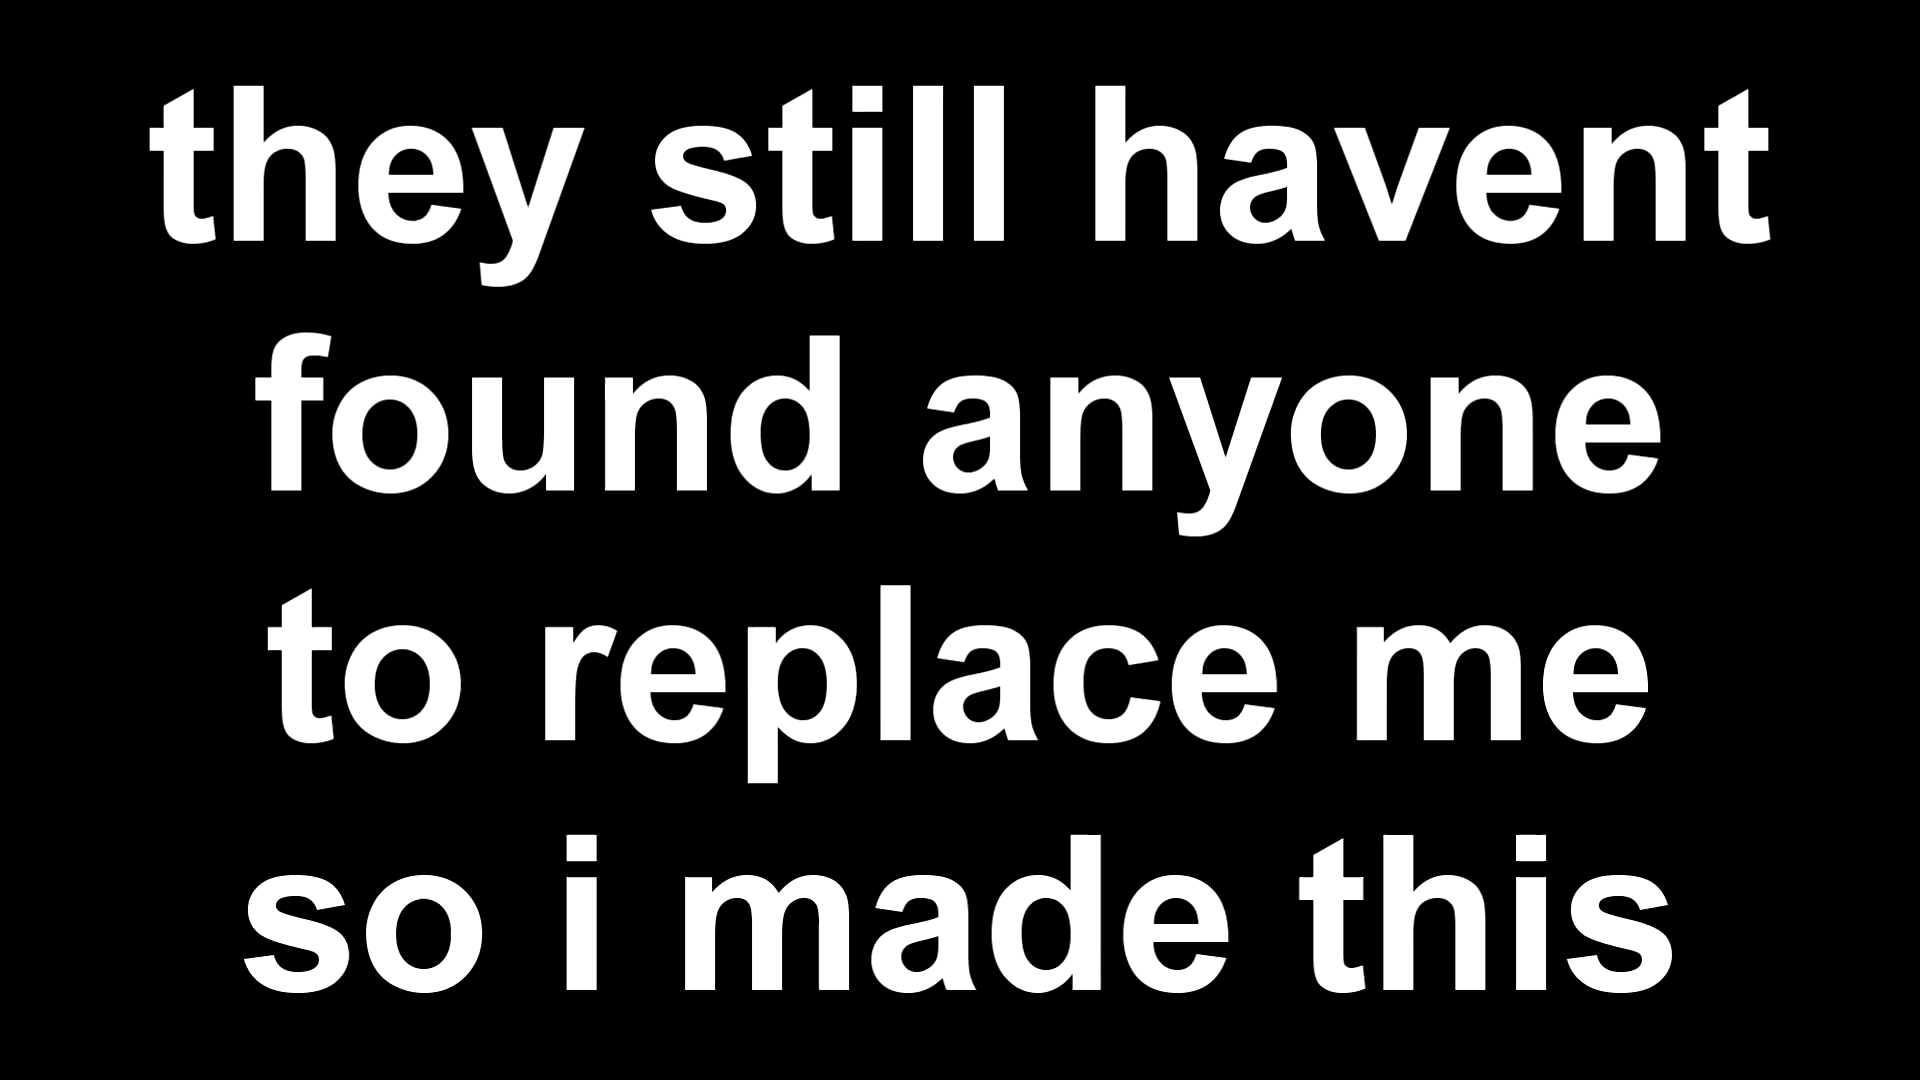 they still havent
found anyone
to replace me
so i made this